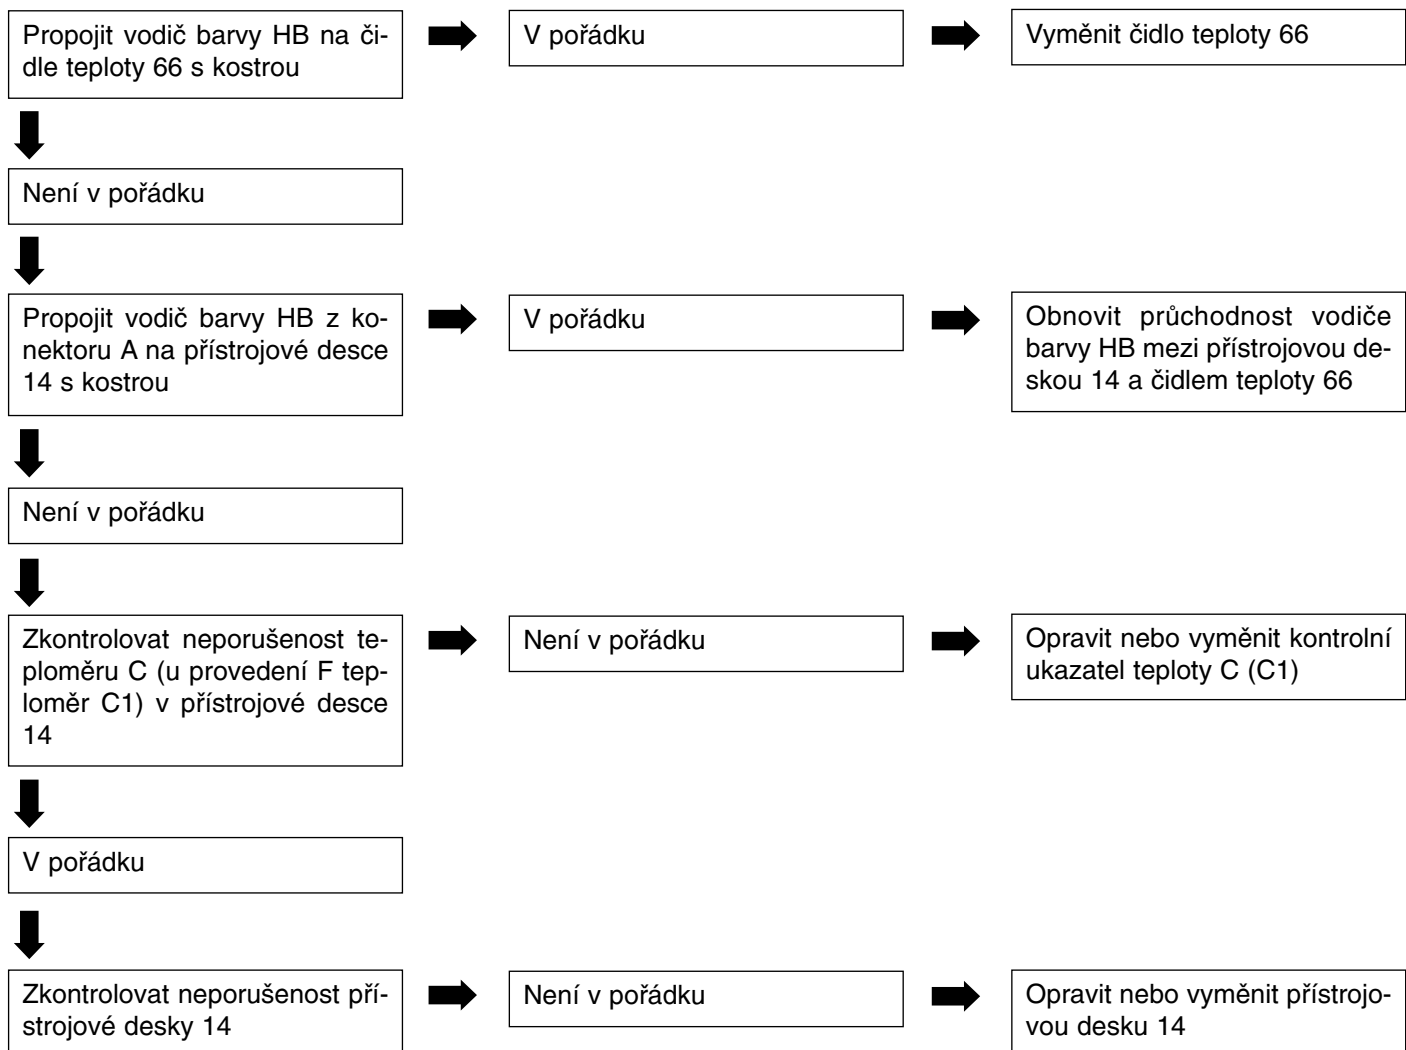 Propojit vodič barvy HB na či-
dle teploty 66 s kostrou
V pořádku
Vyměnit čidlo teploty 66
Není v pořádku
Propojit vodič barvy HB z ko-
nektoru A na přístrojové desce
14 s kostrou
V pořádku
Obnovit průchodnost vodiče
barvy HB mezi přístrojovou de-
skou 14 a čidlem teploty 66
Není v pořádku
Zkontrolovat neporušenost te-
ploměru C (u provedení F tep-
loměr C1) v přístrojové desce
14
Není v pořádku
Opravit nebo vyměnit kontrolní
ukazatel teploty C (C1)
V pořádku
Zkontrolovat neporušenost pří-
strojové desky 14
Není v pořádku
Opravit nebo vyměnit přístrojo-
vou desku 14